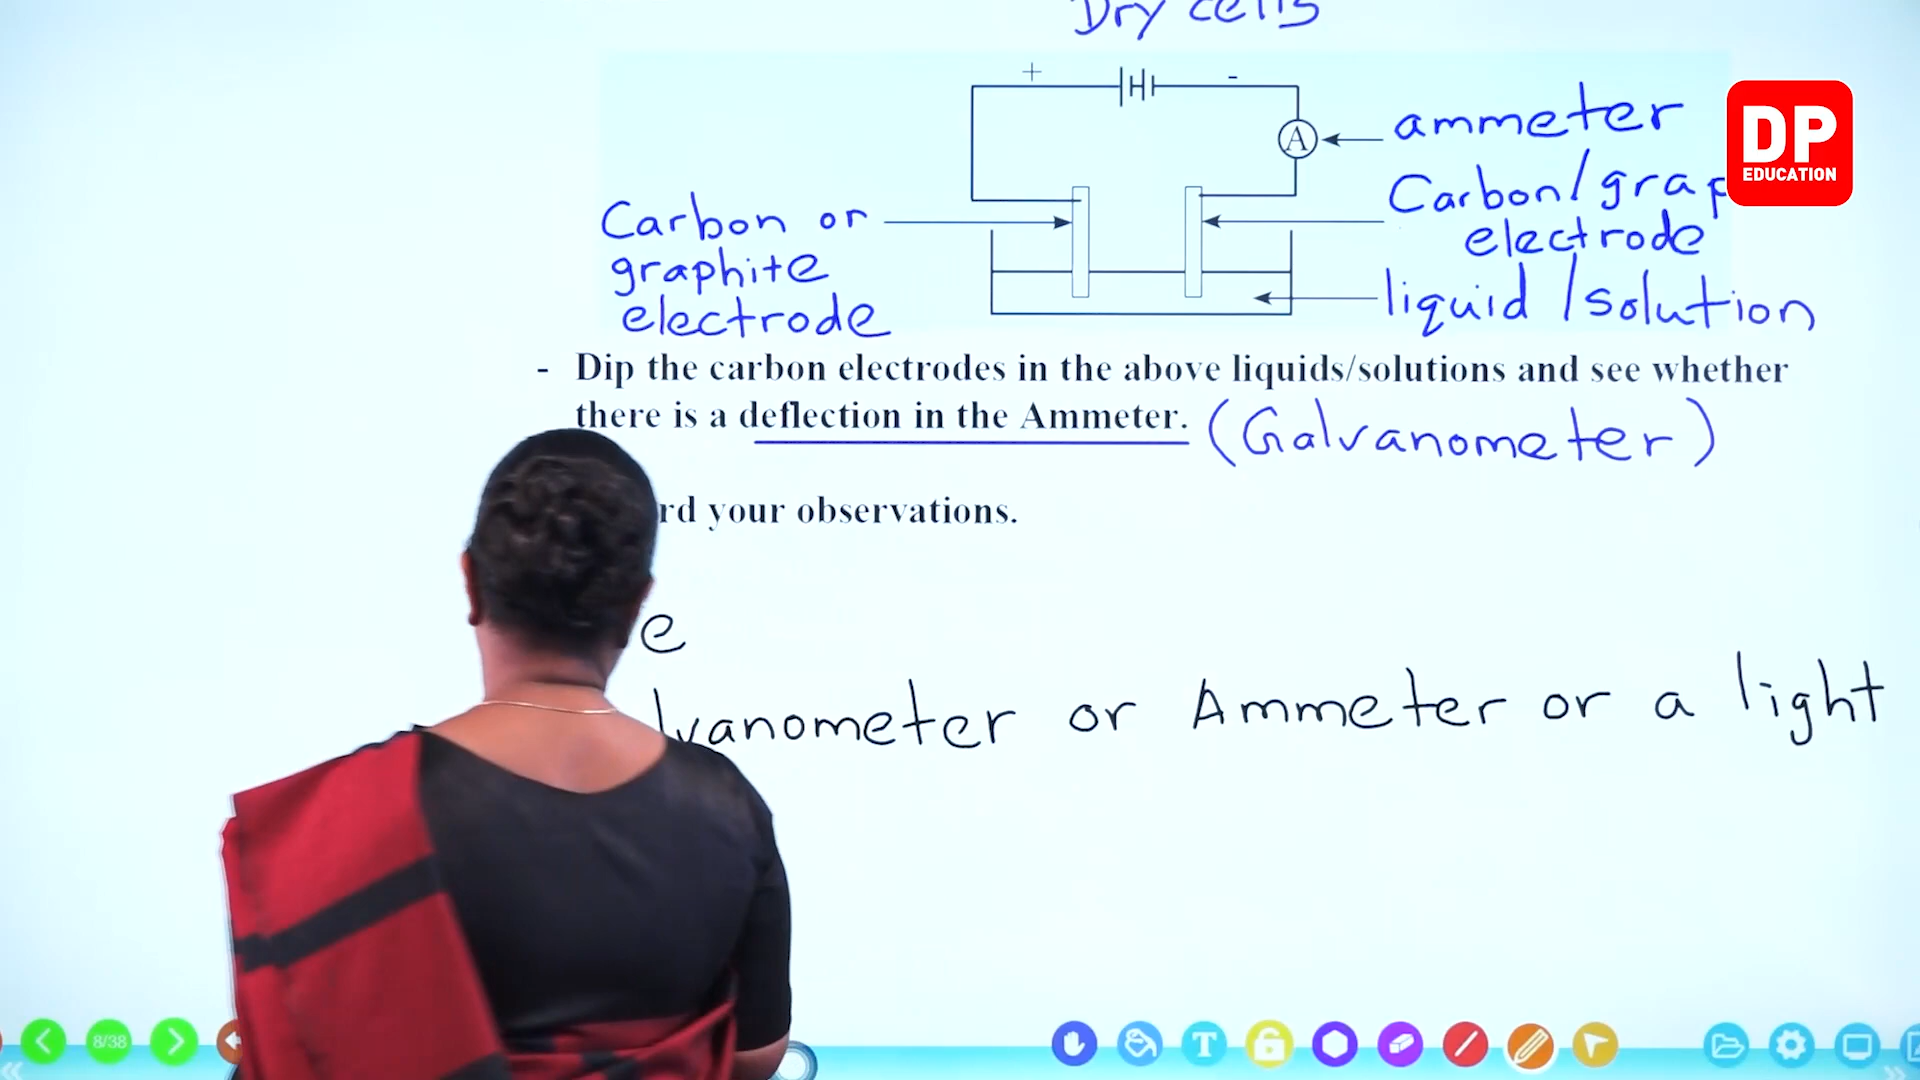 Dry cells
+ -
A
ammeter
DP
EDUCATION
Carbon or
graphite
electrode
Carbon/grap
electrode
liquid/solution
- Dip the carbon electrodes in the above liquids/solutions and see whether
there is a deflection in the Ammeter. (Galvanometer)
rd your observations.
e
lvanometer or Ammeter or a light
8/38
T